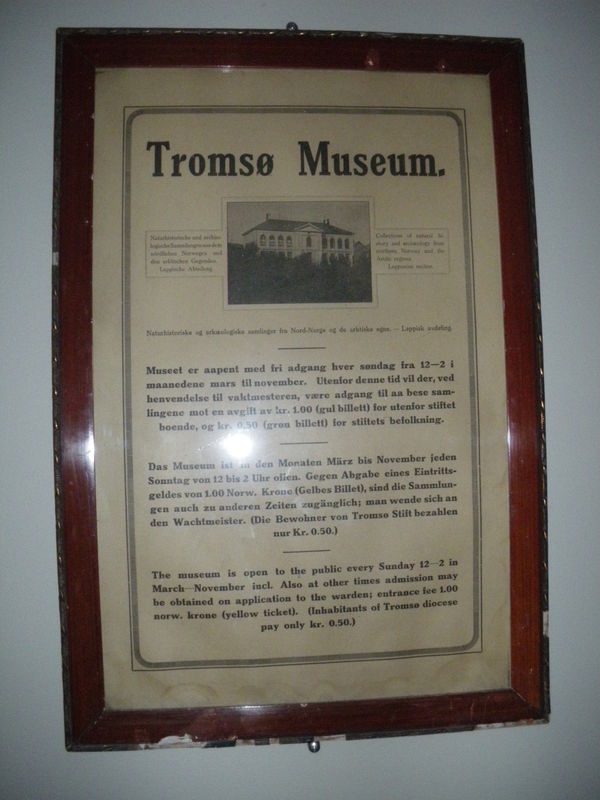 Tromsø Museum.
Naturhistorische und archäo-
logische Sammlungen aus dem
nördlichen Norwegen und
den arktischen Gegenden.
Lappische Abteilung.
Collections of natural hi-
story and archæology from
northern Norway and the
Arctic regions
Lapponian section.
Naturhistoriske og arkæologiske samlinger fra Nord-Norge og de arktiske egne. — Lappisk avdeling.
Museet er aapent med fri adgang hver søndag fra 12—2 i
maanedene mars til november. Utenfor denne tid vil der, ved
henvendelse til vaktmesteren, være adgang til aa bese sam-
lingene mot en avgift av kr. 1.00 (gul billett) for utenfor stiftet
boende, og kr. 0.50 (grøn billett) for stiftets befolkning.
Das Museum ist in den Monaten März bis November jeden
Sonntag von 12 bis 2 Uhr offen. Gegen Abgabe eines Eintritts-
geldes von 1.00 Norw. Krone (Gelbes Billet), sind die Sammlun-
gen auch zu anderen Zeiten zugänglich; man wende sich an
den Wachtmeister. (Die Bewohner von Tromsø Stift bezahlen
nur Kr. 0.50.)
The museum is open to the public every Sunday 12—2 in
March—November incl. Also at other times admission may
be obtained on application to the warden; entrance fee 1.00
norw. krone (yellow ticket). (Inhabitants of Tromsø diocese
pay only kr. 0.50.)